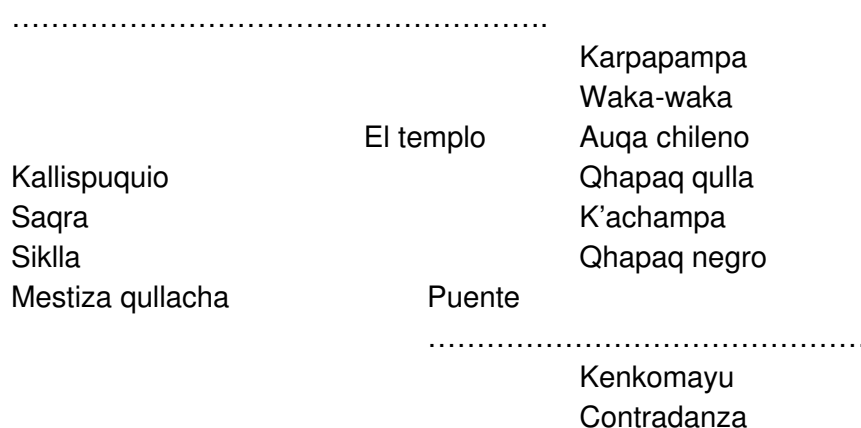 ……………………………………………….
Karpapampa
Waka-waka
El templo Auqa chileno
Kallispuquio Qhapaq qulla
Saqra K’achampa
Siklla Qhapaq negro
Mestiza qullacha Puente
……………………………………..
Kenkomayu
Contradanza